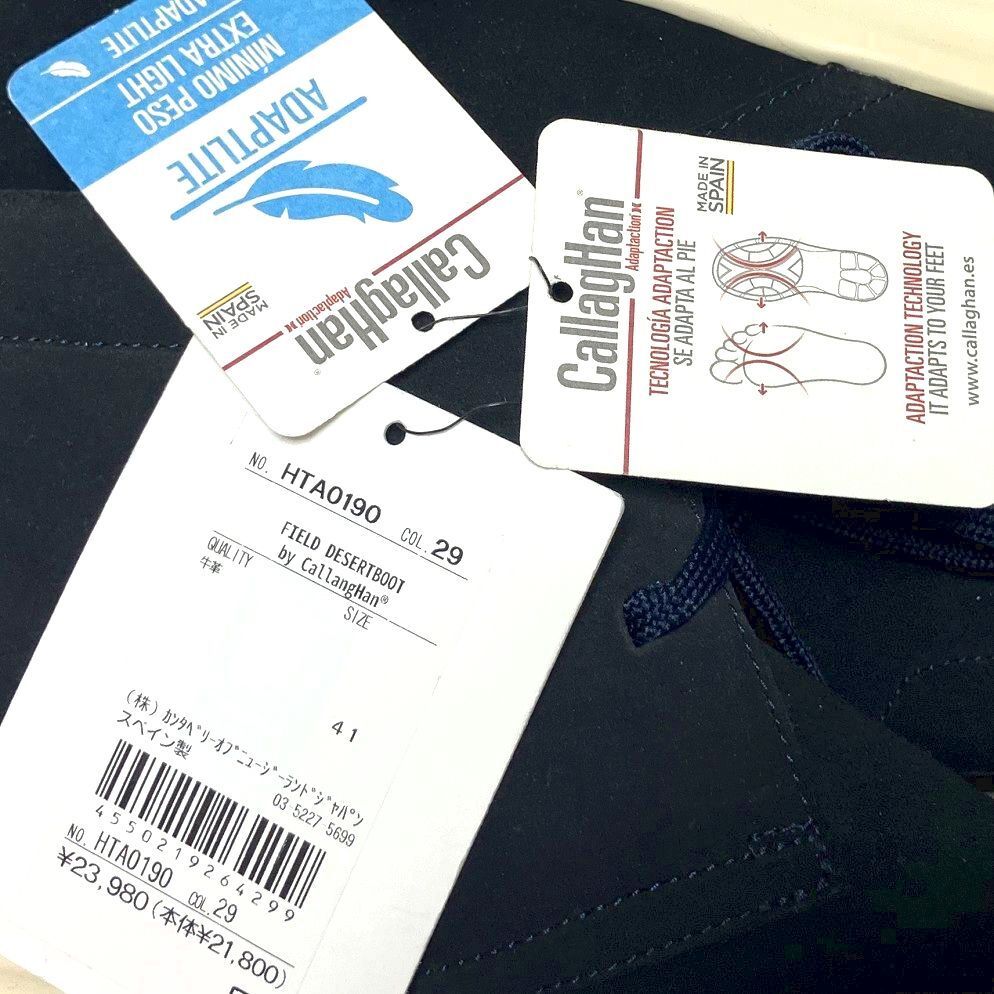 ADAPTLITE
MÍNIMO PESO
EXTRA LIGHT
ADAPTLITE
MADE IN
SPAIN
CallagHan®
Adaptaction
CallagHan®
Adaptaction
TECNOLOGÍA ADAPTACTION
SE ADAPTA AL PIE
MADE IN
SPAIN
ADAPTACTION TECHNOLOGY
IT ADAPTS TO YOUR FEET
www.callaghan.es
NO. HTA0190 COL. 29
FIELD DESERTBOOT
by CallangHan®
QUALITY
牛革
SIZE
41
(株)カンタベリーオブニュージーランドジャパン
スペイン製
03-5227 5699
4550219264299
NO. HTA0190 COL. 29
¥23,980(本体¥21,800)